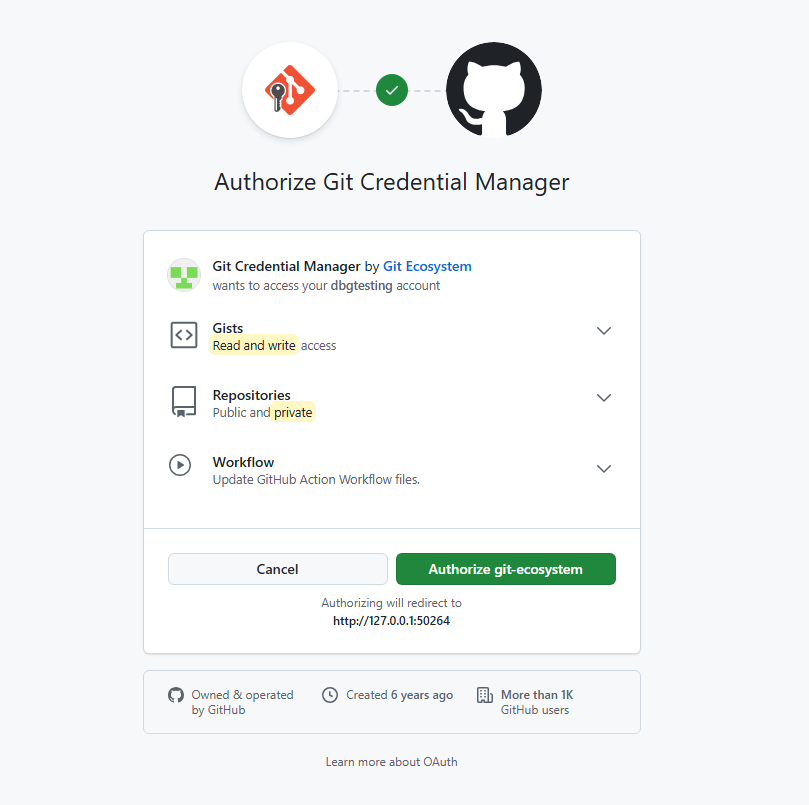 Authorize Git Credential Manager
Git Credential Manager by Git Ecosystem
wants to access your dbgtesting account
Gists
Read and write access
Repositories
Public and private
Workflow
Update GitHub Action Workflow files.
Cancel
Authorize git-ecosystem
Authorizing will redirect to
http://127.0.0.1:50264
Owned & operated
by GitHub
Created 6 years ago
More than 1K
GitHub users
Learn more about OAuth